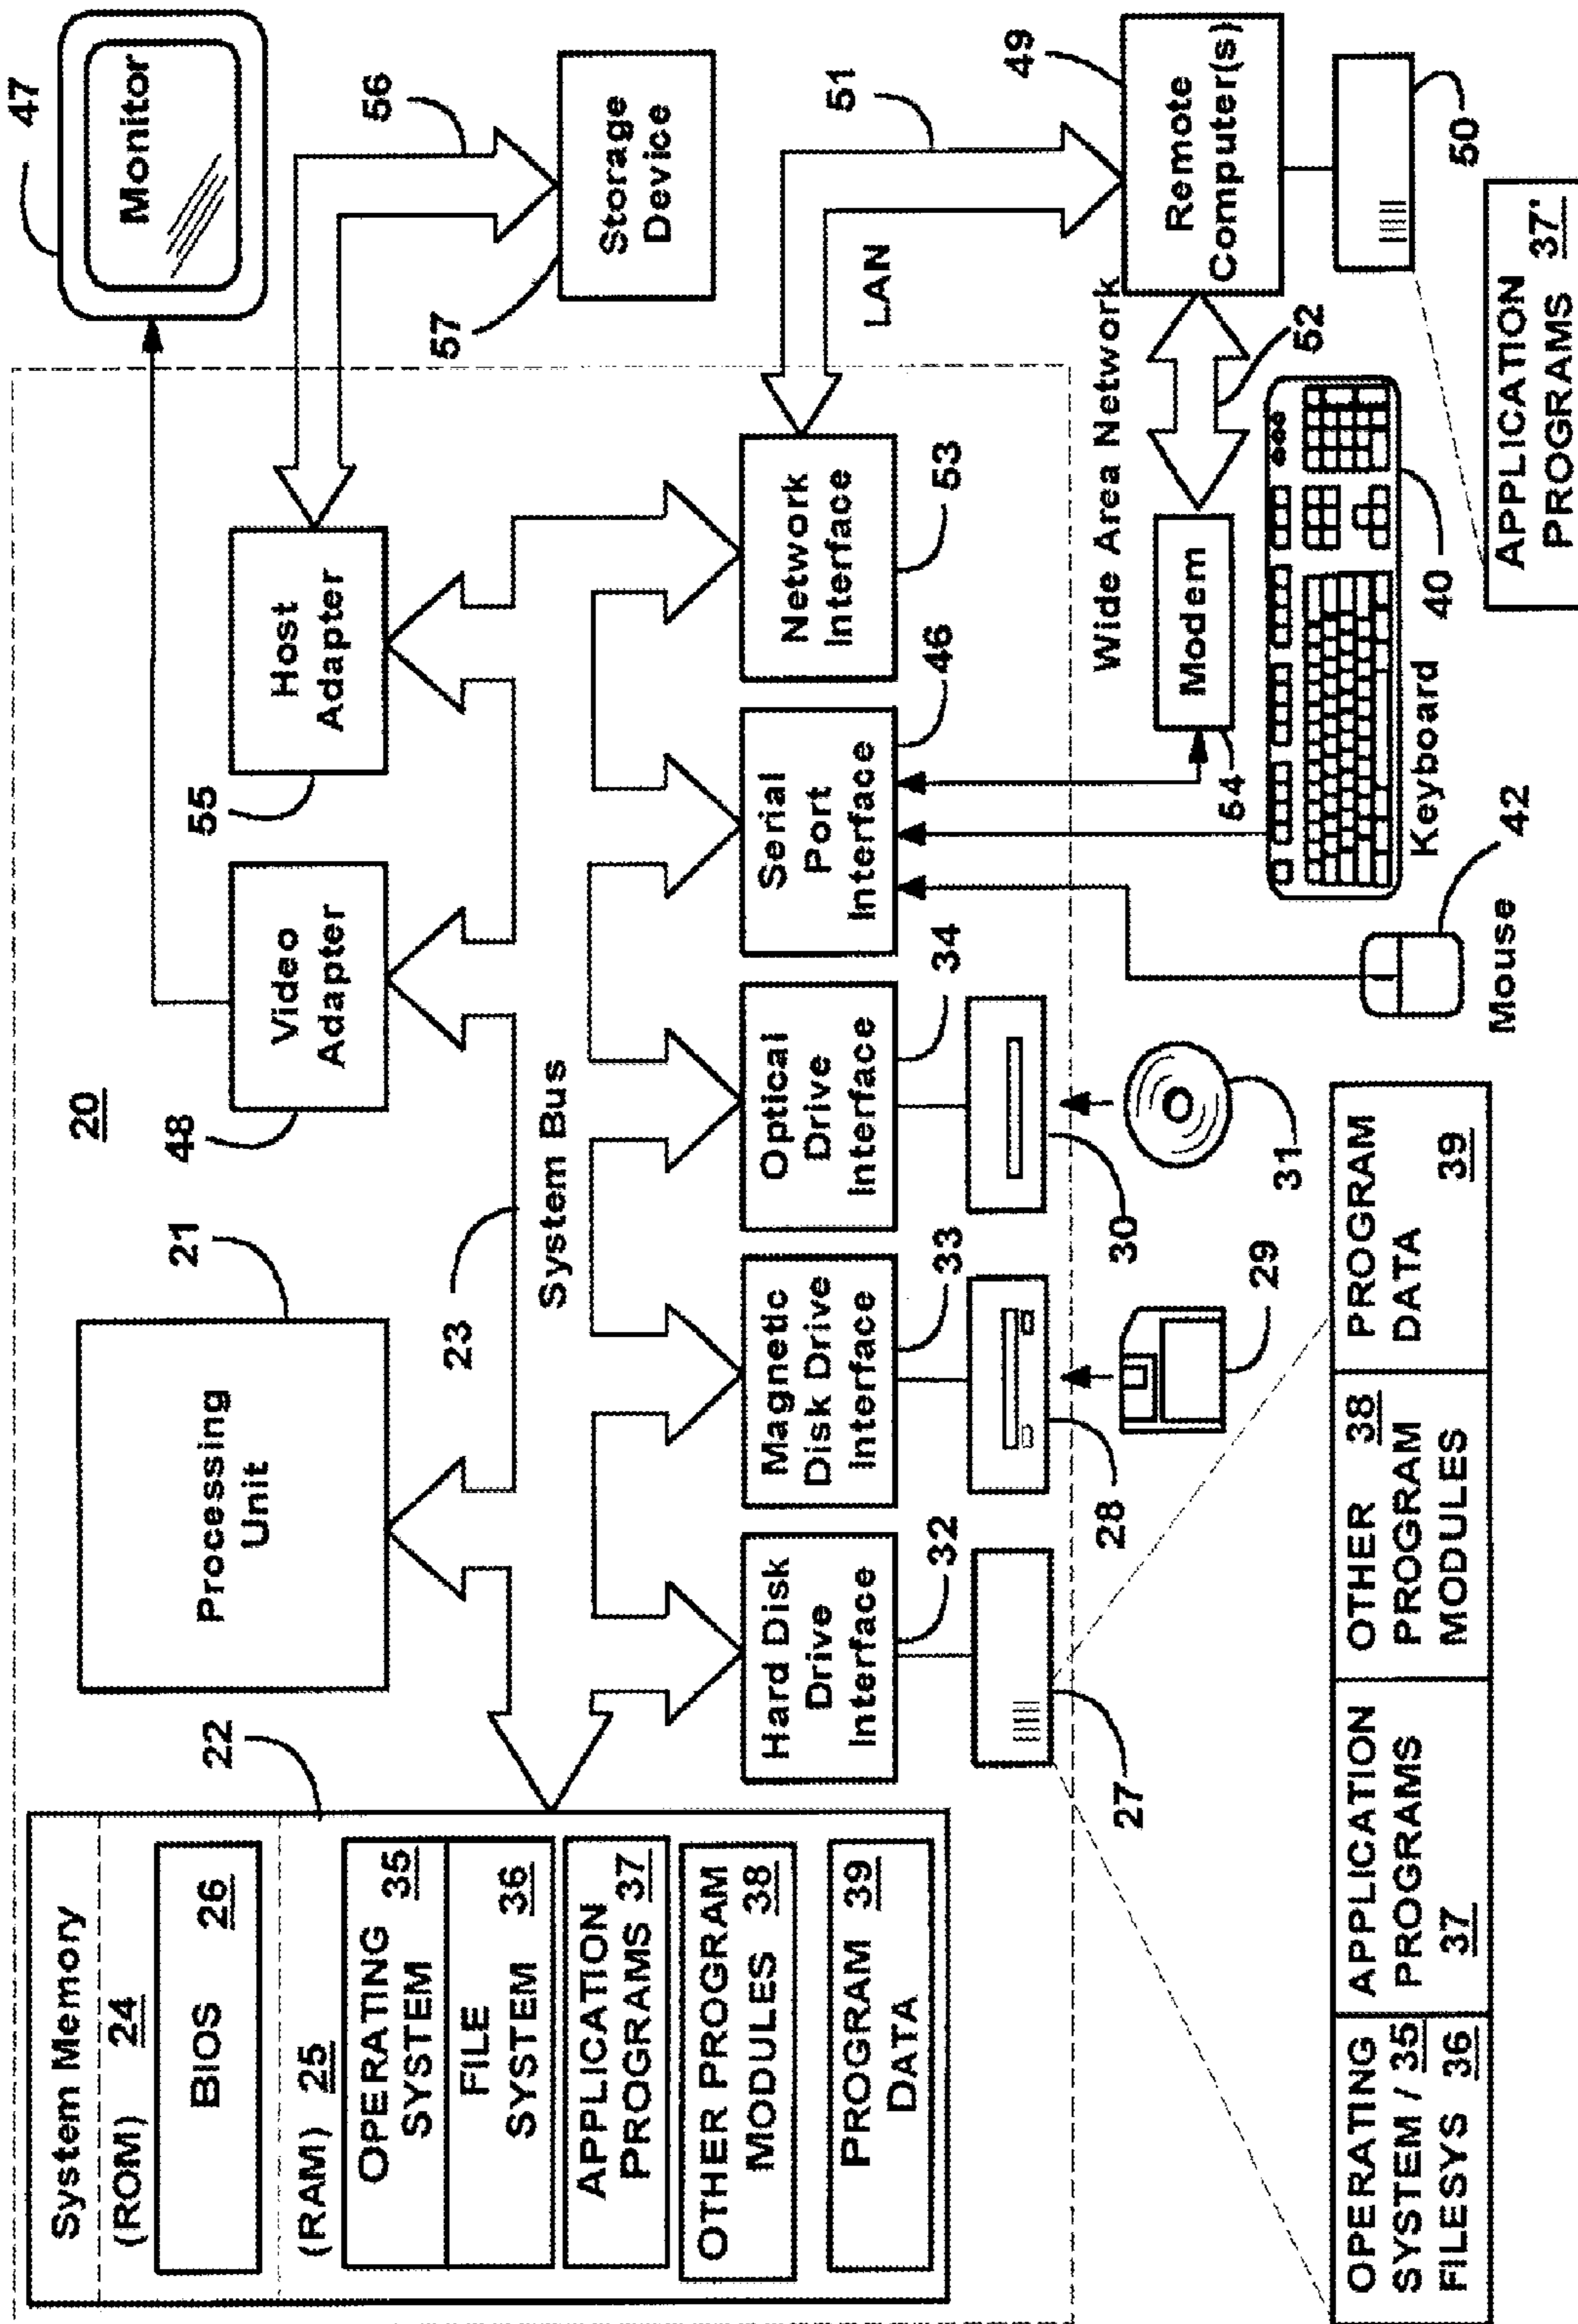 System Memory
(ROM) 24
BIOS 26
(RAM) 25
OPERATING
SYSTEM 35
FILE
SYSTEM 36
APPLICATION
PROGRAMS 37
OTHER PROGRAM
MODULES 38
PROGRAM 39
DATA
22
Processing
Unit
21
20
Video
Adapter
48
Host
Adapter
55
Monitor
47
56
Storage
Device
57
23
System Bus
Hard Disk
Drive
Interface
32
Magnetic
Disk Drive
Interface
33
Optical
Drive
Interface
34
Serial
Port
Interface
46
Network
Interface
53
LAN
51
27
28
29
30
31
Wide Area Network
Modem
54
52
Remote
Computer(s)
49
50
Keyboard
40
Mouse
42
OPERATING
SYSTEM / 35
FILESYS 36
APPLICATION
PROGRAMS
37
OTHER 38
PROGRAM
MODULES
PROGRAM
DATA
39
APPLICATION
PROGRAMS 37'